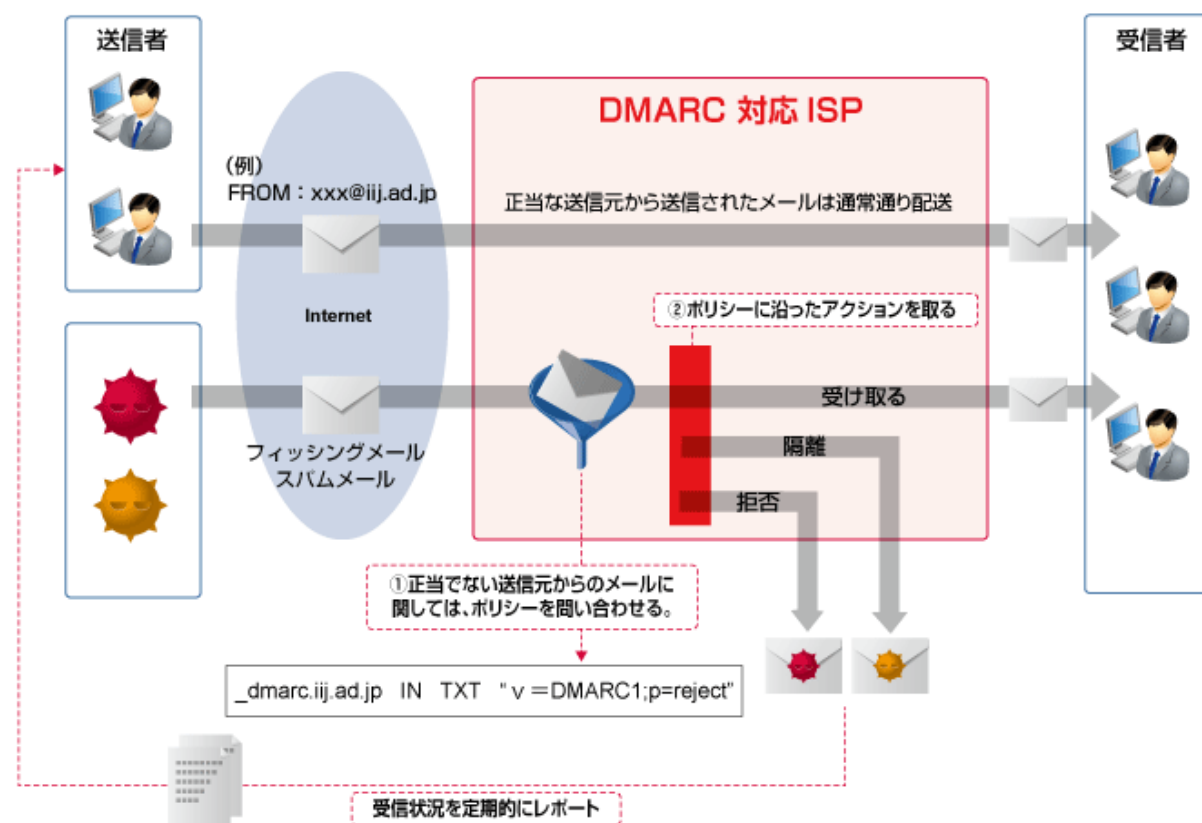 送信者
受信者
DMARC 対応 ISP
(例)
FROM:xxx@iij.ad.jp
正当な送信元から送信されたメールは通常通り配送
Internet
②ポリシーに沿ったアクションを取る
受け取る
フィッシングメール
スパムメール
隔離
拒否
①正当でない送信元からのメールに
関しては、ポリシーを問い合わせる。
_dmarc.iij.ad.jp IN TXT "v=DMARC1;p=reject"
受信状況を定期的にレポート